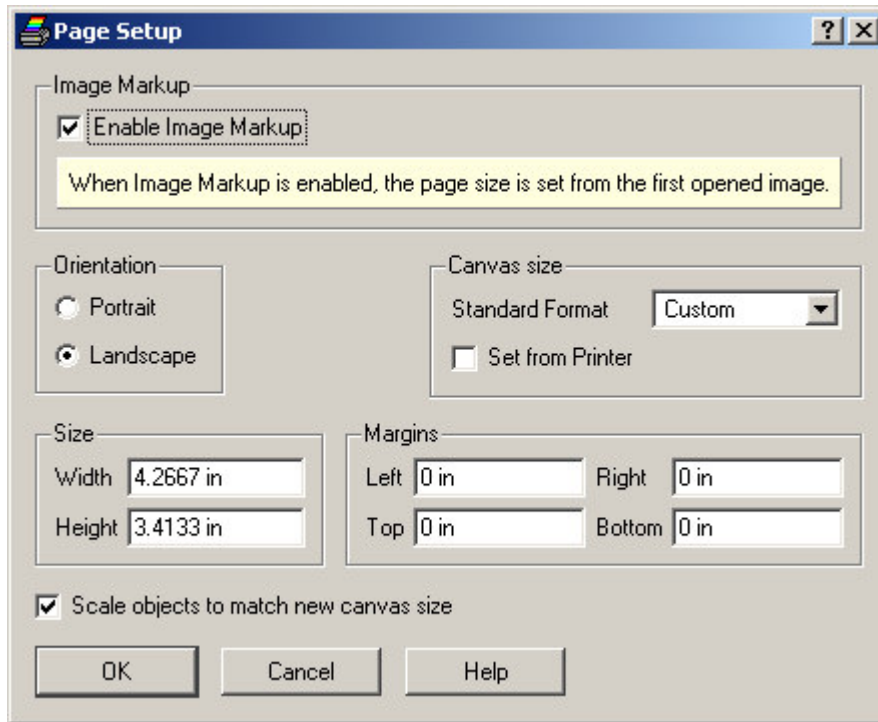 Page Setup
Image Markup
Enable Image Markup
When Image Markup is enabled, the page size is set from the first opened image.
Orientation
Portrait
Landscape
Canvas size
Standard Format Custom
Set from Printer
Size
Width 4.2667 in
Height 3.4133 in
Margins
Left 0 in Right 0 in
Top 0 in Bottom 0 in
Scale objects to match new canvas size
OK Cancel Help